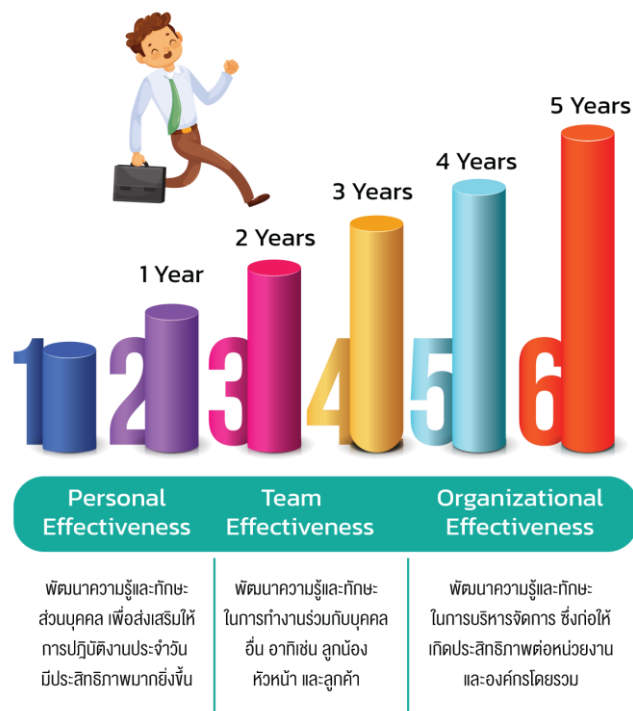 5 Years
4 Years
3 Years
2 Years
1 Year
1
2
3
4
5
6
Personal
Effectiveness
Team
Effectiveness
Organizational
Effectiveness
พัฒนาความรู้และทักษะ
ส่วนบุคคล เพื่อส่งเสริมให้
การปฎิบัติงานประจำวัน
มีประสิทธิภาพมากยิ่งขึ้น
พัฒนาความรู้และทักษะ
ในการทำงานร่วมกับบุคคล
อื่น อาทิเช่น ลูกน้อง
หัวหน้า และลูกค้า
พัฒนาความรู้และทักษะ
ในการบริหารจัดการ ซึ่งก่อให้
เกิดประสิทธิภาพต่อหน่วยงาน
และองค์กรโดยรวม